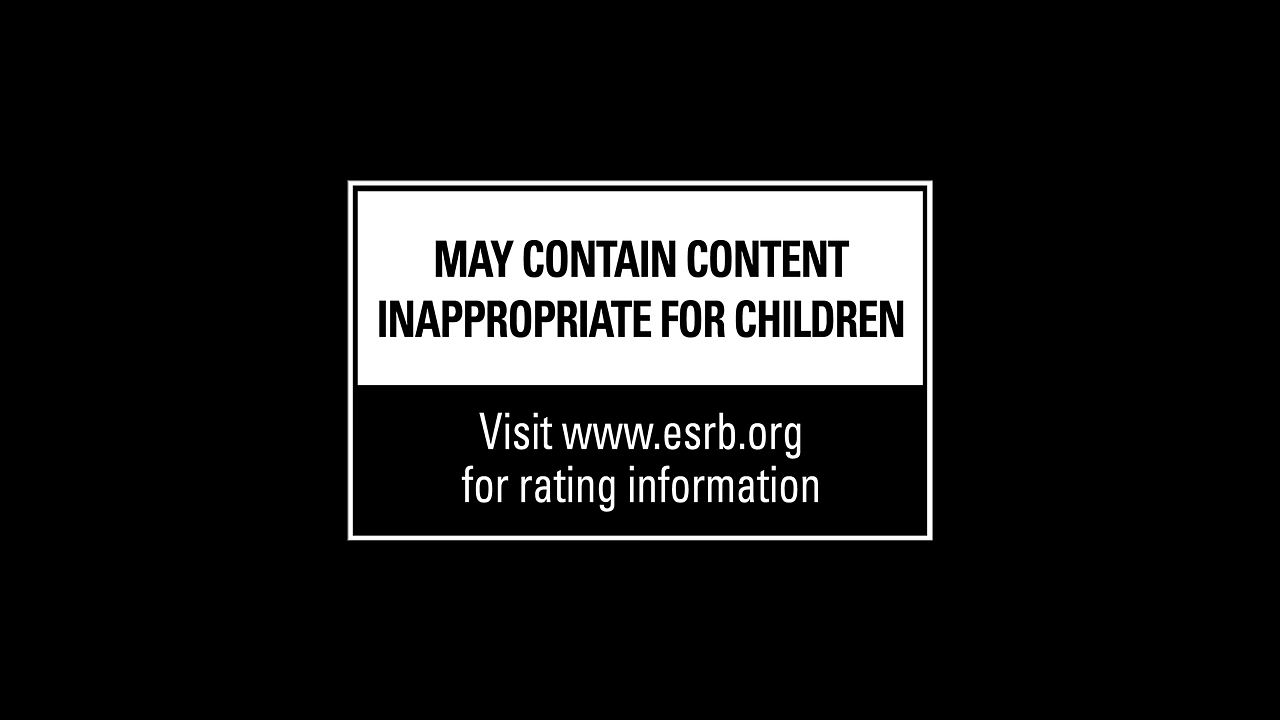 MAY CONTAIN CONTENT
INAPPROPRIATE FOR CHILDREN
Visit www.esrb.org
for rating information